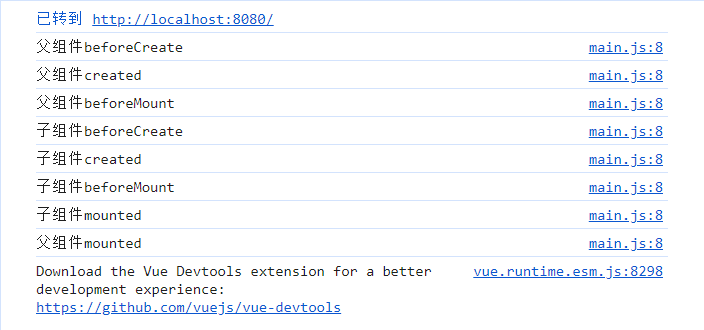 已转到 http://localhost:8080/
父组件beforeCreate main.js:8
父组件created main.js:8
父组件beforeMount main.js:8
子组件beforeCreate main.js:8
子组件created main.js:8
子组件beforeMount main.js:8
子组件mounted main.js:8
父组件mounted main.js:8
Download the Vue Devtools extension for a better vue.runtime.esm.js:8298
development experience:
https://github.com/vuejs/vue-devtools